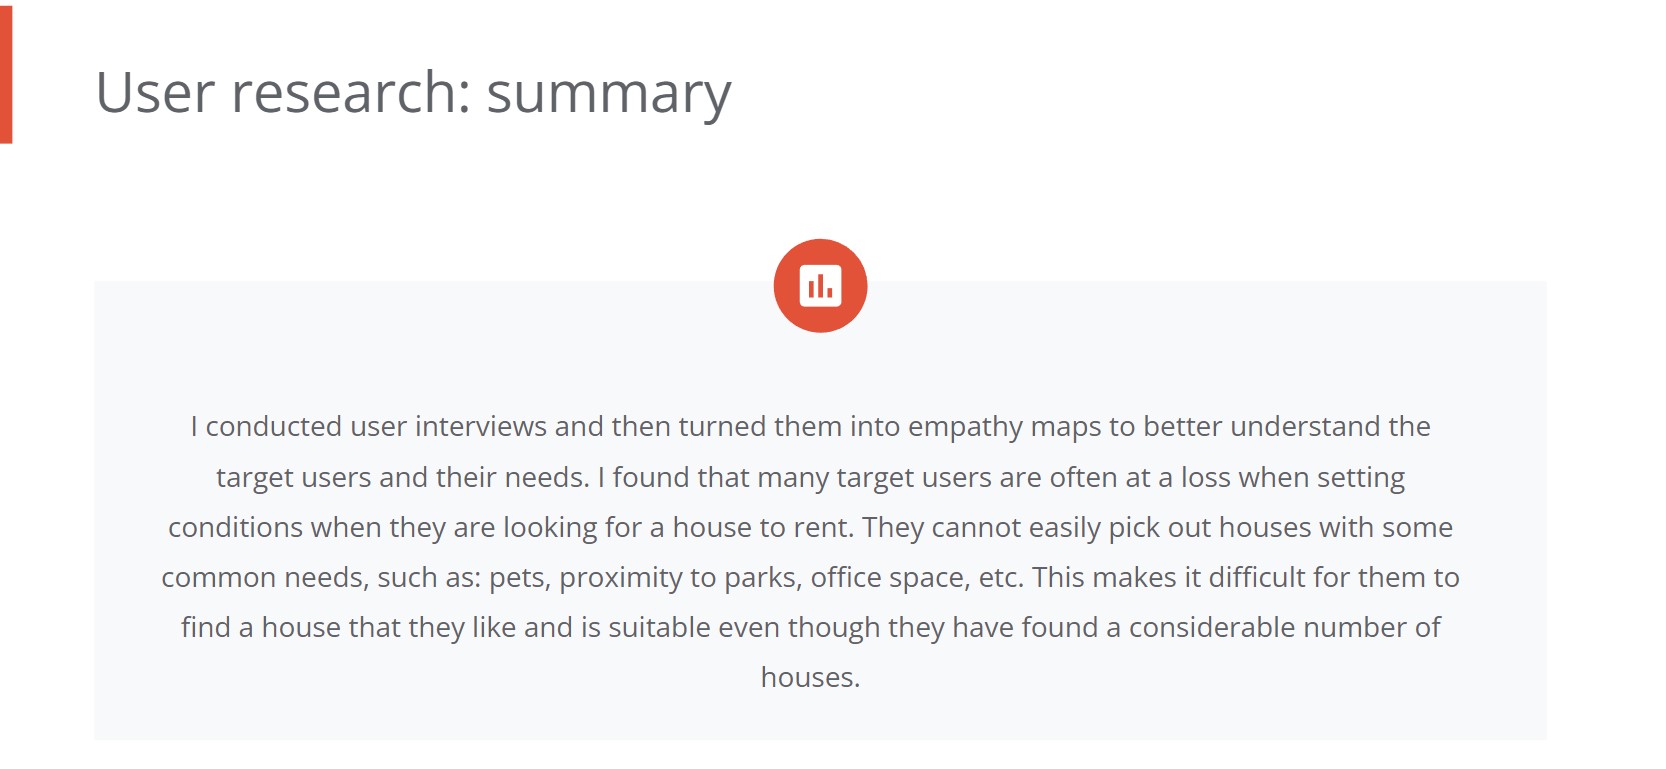 User research: summary
I conducted user interviews and then turned them into empathy maps to better understand the
target users and their needs. I found that many target users are often at a loss when setting
conditions when they are looking for a house to rent. They cannot easily pick out houses with some
common needs, such as: pets, proximity to parks, office space, etc. This makes it difficult for them to
find a house that they like and is suitable even though they have found a considerable number of
houses.